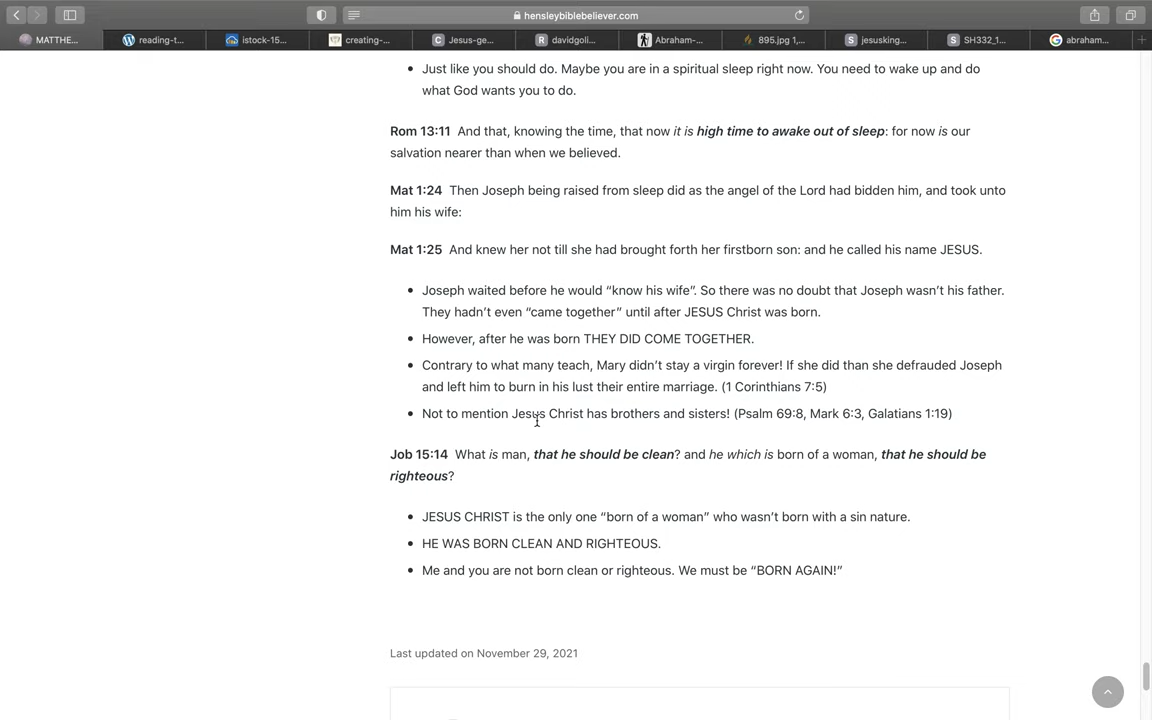 hensleybiblebeliever.com
MATTHE...
reading-t...
istock-15...
creating-...
Jesus-ge...
davidgoli...
Abraham-...
895.jpg 1,...
jesusking...
SH332_1...
abraham...
Just like you should do. Maybe you are in a spiritual sleep right now. You need to wake up and do
what God wants you to do.
Rom 13:11 And that, knowing the time, that now it is high time to awake out of sleep: for now is our
salvation nearer than when we believed.
Mat 1:24 Then Joseph being raised from sleep did as the angel of the Lord had bidden him, and took unto
him his wife:
Mat 1:25 And knew her not till she had brought forth her firstborn son: and he called his name JESUS.
Joseph waited before he would “know his wife”. So there was no doubt that Joseph wasn’t his father.
They hadn’t even “came together” until after JESUS Christ was born.
However, after he was born THEY DID COME TOGETHER.
Contrary to what many teach, Mary didn’t stay a virgin forever! If she did than she defrauded Joseph
and left him to burn in his lust their entire marriage. (1 Corinthians 7:5)
Not to mention Jesus Christ has brothers and sisters! (Psalm 69:8, Mark 6:3, Galatians 1:19)
Job 15:14 What is man, that he should be clean? and he which is born of a woman, that he should be
righteous?
JESUS CHRIST is the only one “born of a woman” who wasn’t born with a sin nature.
HE WAS BORN CLEAN AND RIGHTEOUS.
Me and you are not born clean or righteous. We must be “BORN AGAIN!”
Last updated on November 29, 2021